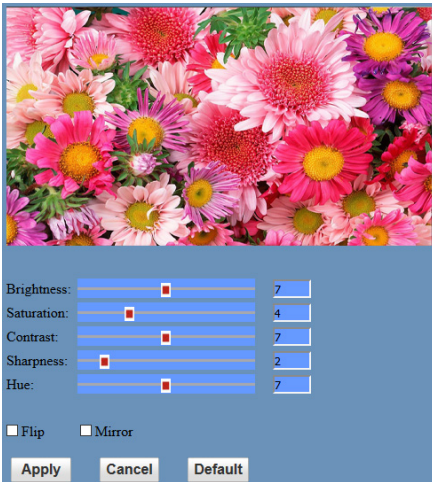 Brightness: 7
Saturation: 4
Contrast: 7
Sharpness: 2
Hue: 7
Flip Mirror
Apply Cancel Default